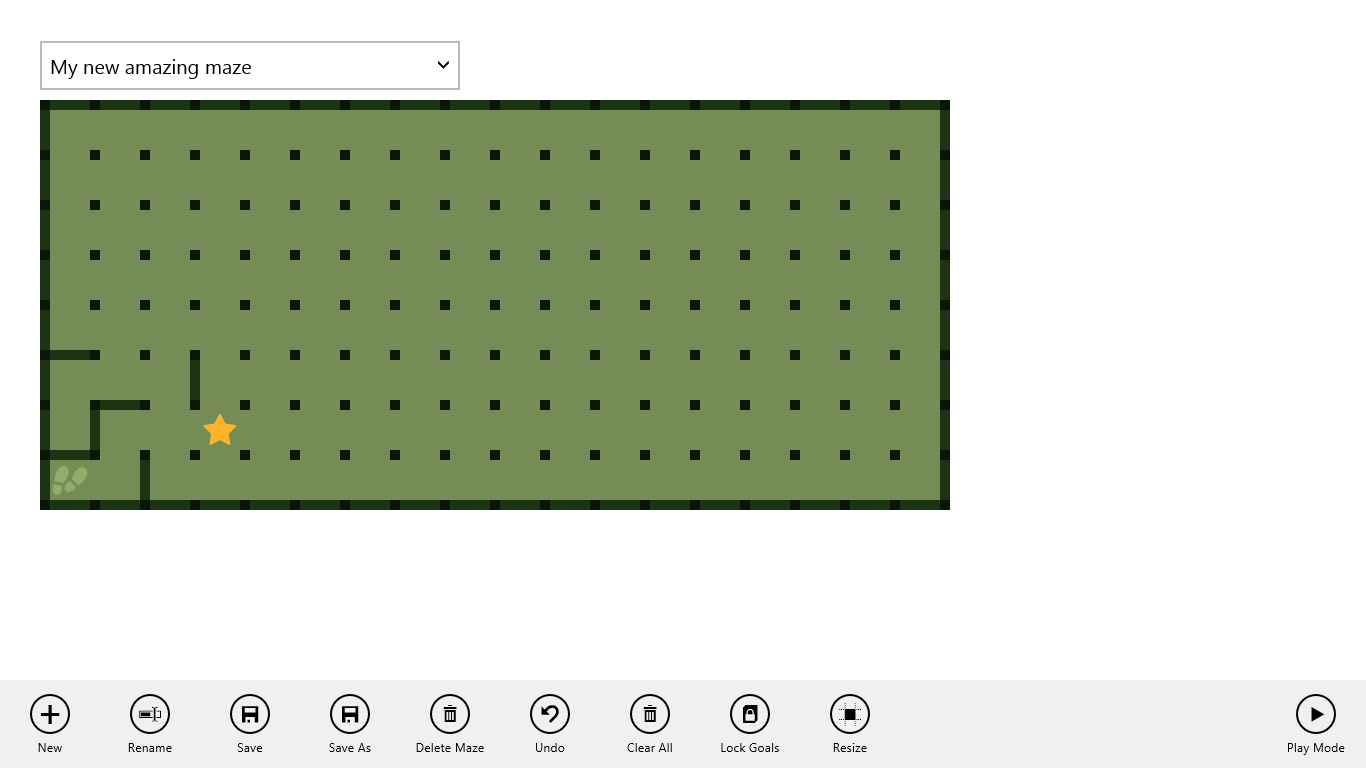 My new amazing maze
New
Rename
Save
Save As
Delete Maze
Undo
Clear All
Lock Goals
Resize
Play Mode